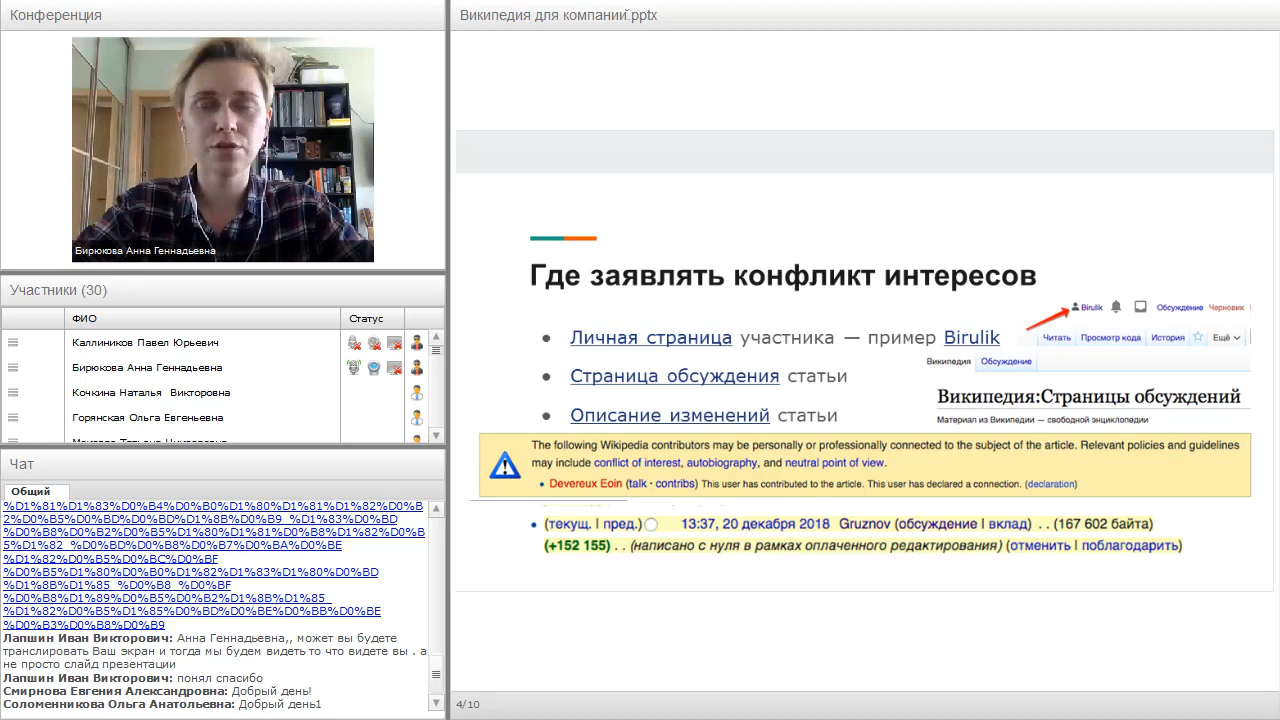 Конференция
Бирюкова Анна Геннадьевна
Участники (30)
ФИО
Статус
Каллиников Павел Юрьевич
Бирюкова Анна Геннадьевна
Кочкина Наталья Викторовна
Горянская Ольга Евгеньевна
Чат
Общий
%D1%81%D1%83%D0%B4%D0%B0%D1%80%D1%81%D1%82%D0%B
2%D0%B5%D0%BD%D0%BD%D1%8B%D0%B9_%D1%83%D0%BD
%D0%B8%D0%B2%D0%B5%D1%80%D1%81%D0%B8%D1%82%D0%B
5%D1%82_%D0%BD%D0%B8%D0%B7%D0%BA%D0%BE
%D1%82%D0%B5%D0%BC%D0%BF
%D0%B5%D1%80%D0%B0%D1%82%D1%83%D1%80%D0%BD
%D1%8B%D1%85_%D0%B8_%D0%BF
%D0%B8%D1%89%D0%B5%D0%B2%D1%8B%D1%85_
%D1%82%D0%B5%D1%85%D0%BD%D0%BE%D0%BB%D0%BE
%D0%B3%D0%B8%D0%B9
Лапшин Иван Викторович: Анна Геннадьевна,, может вы будете
транслировать Ваш экран и тогда мы будем видеть то что видете вы . а
не просто слайд презентации
Лапшин Иван Викторович: понял спасибо
Смирнова Евгения Александровна: Добрый день!
Соломенникова Ольга Анатольевна: Добрый день1
Википедия для компаний.pptx
Где заявлять конфликт интересов
Birulik Обсуждение Черновик
● Личная страница участника — пример Birulik
Читать Просмотр кода История Ещё
Википедия Обсуждение
● Страница обсуждения статьи
Википедия:Страницы обсуждений
● Описание изменений статьи
Материал из Википедии — свободной энциклопедии
The following Wikipedia contributors may be personally or professionally connected to the subject of the article. Relevant policies and guidelines
may include conflict of interest, autobiography, and neutral point of view.
• Devereux Eoin (talk · contribs) This user has contributed to the article. This user has declared a connection. (declaration)
• (текущ. | пред.) 13:37, 20 декабря 2018 Gruznov (обсуждение | вклад) . . (167 602 байта)
(+152 155) . . (написано с нуля в рамках оплаченного редактирования) (отменить | поблагодарить)
4/10